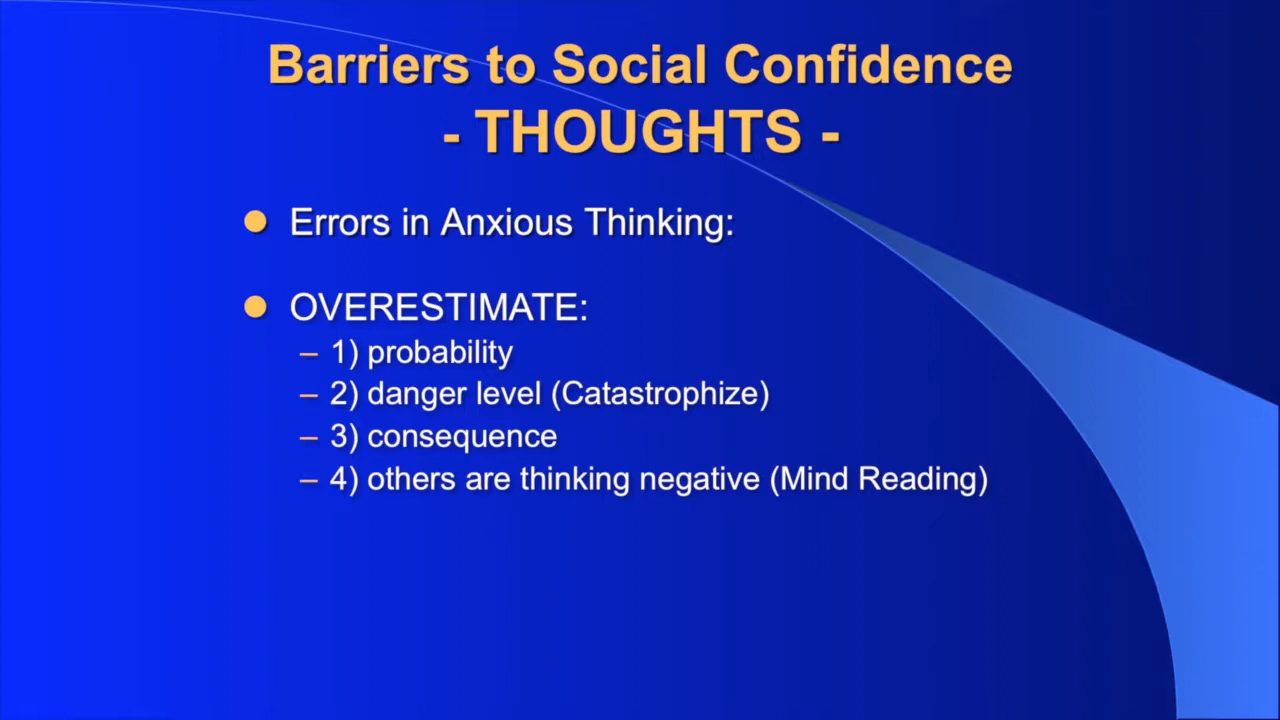 Barriers to Social Confidence
- THOUGHTS -
Errors in Anxious Thinking:
OVERESTIMATE:
– 1) probability
– 2) danger level (Catastrophize)
– 3) consequence
– 4) others are thinking negative (Mind Reading)